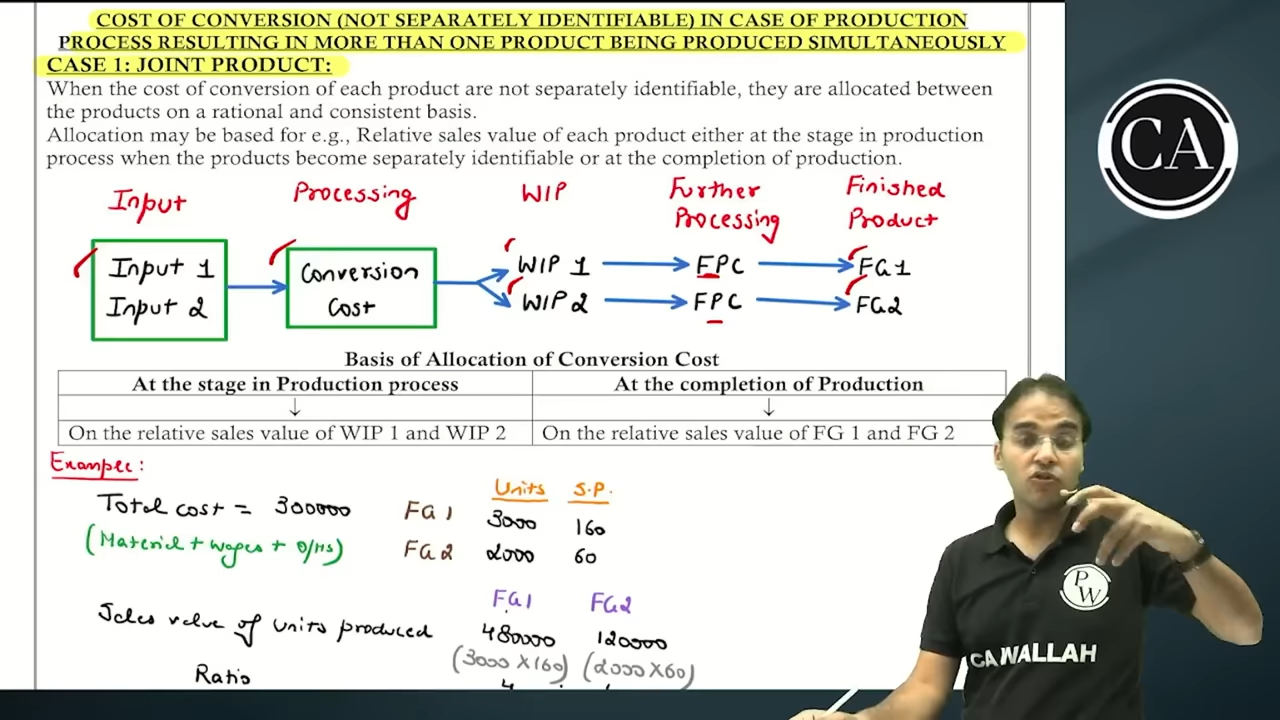 COST OF CONVERSION (NOT SEPARATELY IDENTIFIABLE) IN CASE OF PRODUCTION
PROCESS RESULTING IN MORE THAN ONE PRODUCT BEING PRODUCED SIMULTANEOUSLY
CASE 1: JOINT PRODUCT:
When the cost of conversion of each product are not separately identifiable, they are allocated between
the products on a rational and consistent basis.
Allocation may be based for e.g., Relative sales value of each product either at the stage in production
process when the products become separately identifiable or at the completion of production.
Input Processing WIP Further Processing Finished Product
Input 1
Input 2
Conversion
Cost
WIP 1 FPC FG1
WIP 2 FPC FG2
Basis of Allocation of Conversion Cost
At the stage in Production process At the completion of Production
↓ ↓
On the relative sales value of WIP 1 and WIP 2 On the relative sales value of FG 1 and FG 2
Example:
Units S.P.
Total cost = 300000 FG1 3000 160
(Material + wages + O/Hs) FG2 2000 60
FG1 FG2
Sales value of units produced 480000 120000
(3000 X 160) (2000 X 60)
Ratio
CA
PW
CA WALLAH